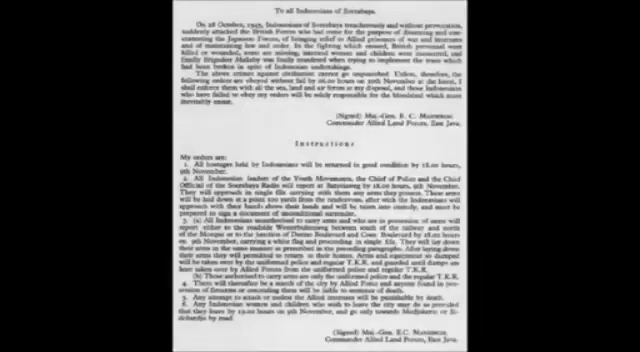 To all Indonesians of Soerabaya.
On 28 October, 1945, Indonesians of Soerabaya treacherously and without provocation,
suddenly attacked the British Forces who had come for the purpose of disarming and con-
centrating the Japanese Forces, of bringing relief to Allied prisoners of war and internees
and of maintaining law and order. In the fighting which ensued, British personnel were
killed or wounded, some are missing, interned women and children were massacred, and
finally Brigadier Mallaby was foully murdered when trying to implement the truce which
had been broken in spite of Indonesian undertakings.
The above crimes against civilization cannot go unpunished. Unless, therefore, the
following orders are obeyed without fail by 06.00 hours on 10th November at the latest, I
shall enforce them with all the sea, land and air forces at my disposal, and those Indonesians
who have failed to obey my orders will be solely responsible for the bloodshed which must
inevitably ensue.
(Signed) Maj.-Gen. E. C. Mansergh
Commander Allied Land Forces, East Java.
Instructions
My orders are:
1. All hostages held by Indonesians will be returned in good condition by 18.00 hours,
9th November.
2. All Indonesian leaders of the Youth Movements, the Chief of Police and the Chief
Official of the Soerabaya Radio will report at by 18.00 hours, 9th November.
They will approach in single file carrying with them any arms they possess. These arms
will be laid down at a point 100 yards from the rendezvous, after which the Indonesians will
approach with their hands above their heads and will be taken into custody, and must be
prepared to sign a document of unconditional surrender.
3. (a) All Indonesians unauthorised to carry arms and who are in possession of same will
report either to the roadside between south of the railway and north
of the Mosque or to the junction of Darmo Boulevard and Coen Boulevard by 18.00 hours
on 9th November, carrying a white flag and proceeding in single file. They will lay down
their arms in the same manner as prescribed in the preceding paragraphs. After laying down
their arms they will be permitted to return to their homes. Arms and equipment so dumped
will be taken over by the uniformed police and regular T.K.R. and guarded until dumps are
later taken over by Allied Forces from the uniformed police and regular T.K.R.
(b) Those authorised to carry arms are only the uniformed police and the regular T.K.R.
4. There will thereafter be a search of the city by Allied Forces and anyone found in pos-
session of firearms or concealing them will be liable to sentence of death.
5. Any attempt to attack or molest the Allied internees will be punishable by death.
6. Any Indonesian women and children who wish to leave the city may do so provided
that they leave by 19.00 hours on 9th November, and go only towards Modjokerto or Si-
doardjo by road.
(Signed) Maj.-Gen. E.C. Mansergh
Commander Allied Land Forces, East Java.